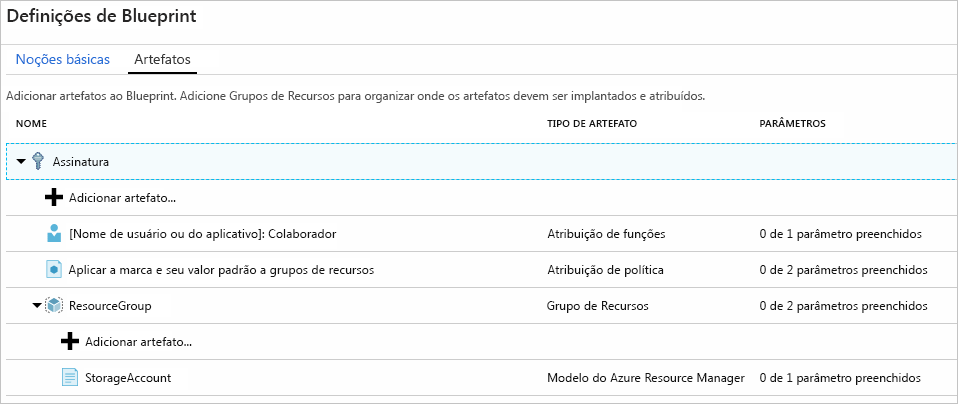 Definições de Blueprint
Noções básicas Artefatos
Adicionar artefatos ao Blueprint. Adicione Grupos de Recursos para organizar onde os artefatos devem ser implantados e atribuídos.
NOME TIPO DE ARTEFATO PARÂMETROS
Assinatura
Adicionar artefato...
[Nome de usuário ou do aplicativo]: Colaborador Atribuição de funções 0 de 1 parâmetro preenchidos
Aplicar a marca e seu valor padrão a grupos de recursos Atribuição de política 0 de 2 parâmetros preenchidos
ResourceGroup Grupo de Recursos 0 de 2 parâmetros preenchidos
Adicionar artefato...
StorageAccount Modelo do Azure Resource Manager 0 de 1 parâmetro preenchidos